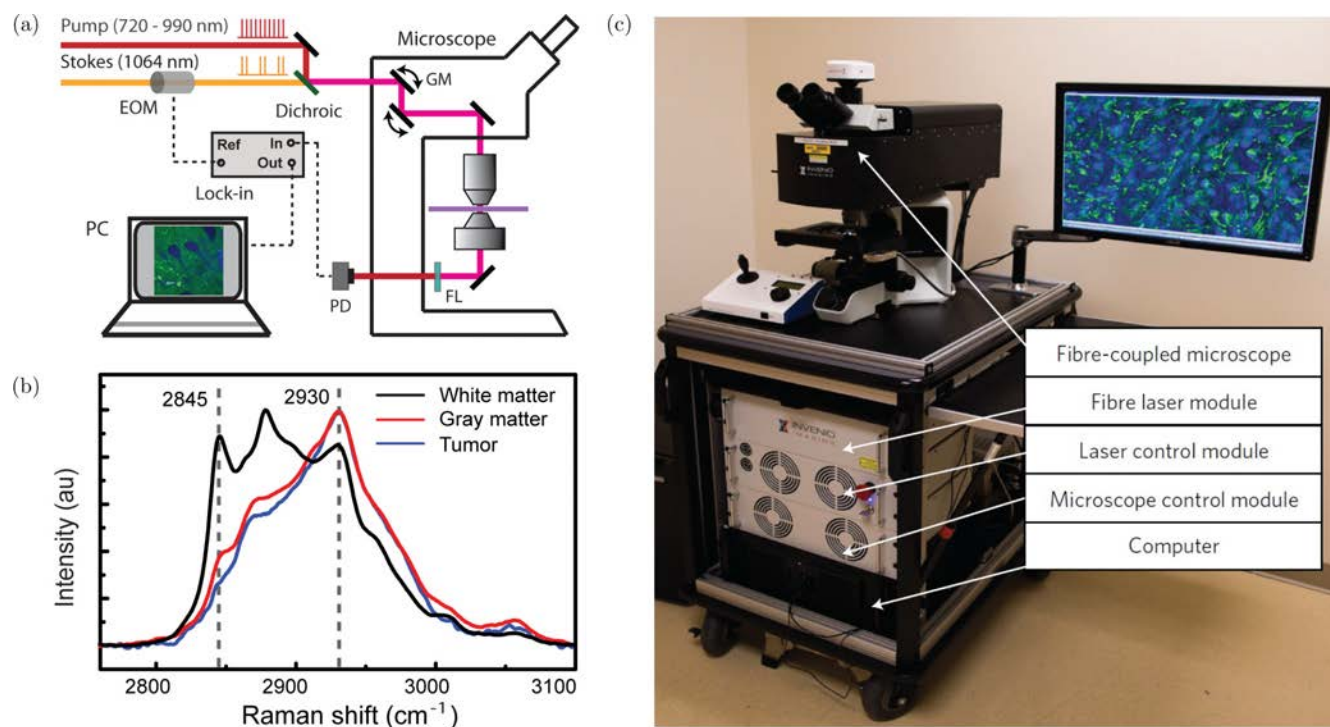 (a)
Pump (720 - 990 nm)
Stokes (1064 nm)
EOM
Dichroic
Microscope
GM
Ref
In
Out
Lock-in
PC
PD
FL
(b)
2845
2930
White matter
Gray matter
Tumor
Intensity (au)
2800
2900
3000
3100
Raman shift (cm⁻¹)
(c)
INVENIO
INVENIO
IMAGING
Fibre-coupled microscope
Fibre laser module
Laser control module
Microscope control module
Computer